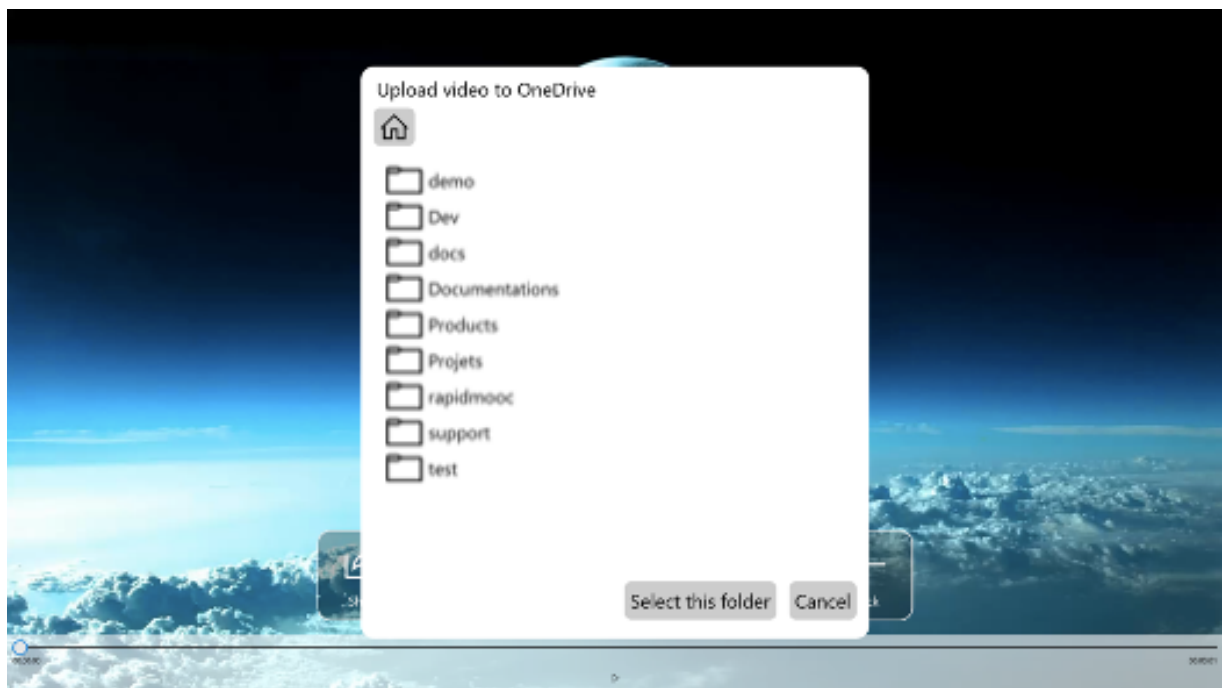 Upload video to OneDrive
demo
Dev
docs
Documentations
Products
Projets
rapidmooc
support
test
Select this folder
Cancel